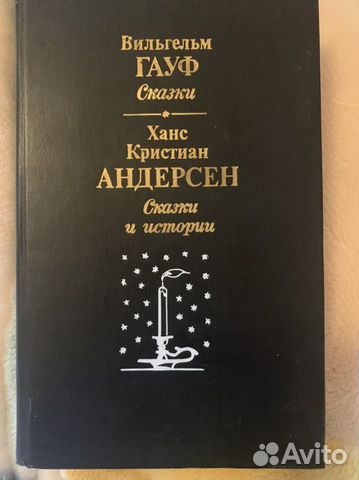 Вильгельм
ГАУФ
Сказки
Ханс
Кристиан
АНДЕРСЕН
Сказки
и истории
Avito